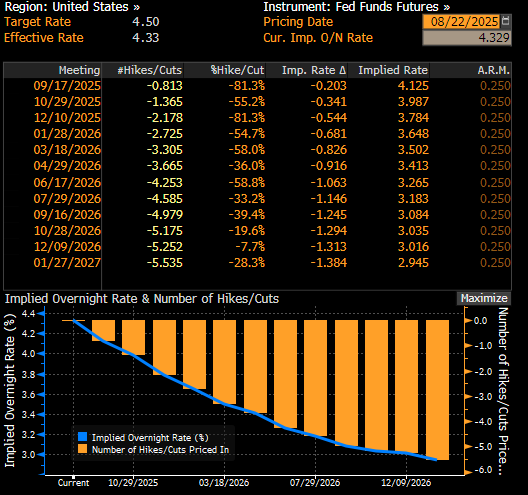 Region: United States » Instrument: Fed Funds Futures »
Target Rate 4.50 Pricing Date 08/22/2025
Effective Rate 4.33 Cur. Imp. O/N Rate 4.329
Meeting #Hikes/Cuts %Hike/Cut Imp. Rate Δ Implied Rate A.R.M.
09/17/2025 -0.813 -81.3% -0.203 4.125 0.250
10/29/2025 -1.365 -55.2% -0.341 3.987 0.250
12/10/2025 -2.178 -81.3% -0.544 3.784 0.250
01/28/2026 -2.725 -54.7% -0.681 3.648 0.250
03/18/2026 -3.305 -58.0% -0.826 3.502 0.250
04/29/2026 -3.665 -36.0% -0.916 3.413 0.250
06/17/2026 -4.253 -58.8% -1.063 3.265 0.250
07/29/2026 -4.585 -33.2% -1.146 3.183 0.250
09/16/2026 -4.979 -39.4% -1.245 3.084 0.250
10/28/2026 -5.175 -19.6% -1.294 3.035 0.250
12/09/2026 -5.252 -7.7% -1.313 3.016 0.250
01/27/2027 -5.535 -28.3% -1.384 2.945 0.250
Implied Overnight Rate & Number of Hikes/Cuts Maximize
Implied Overnight Rate (%)
4.4
4.2
4.0
3.8
3.6
3.4
3.2
3.0
Implied Overnight Rate (%)
Number of Hikes/Cuts Priced In
0.0
-1.0
-2.0
-3.0
-4.0
-5.0
-6.0
Number of Hikes/Cuts Price...
Current 10/29/2025 03/18/2026 07/29/2026 12/09/2026